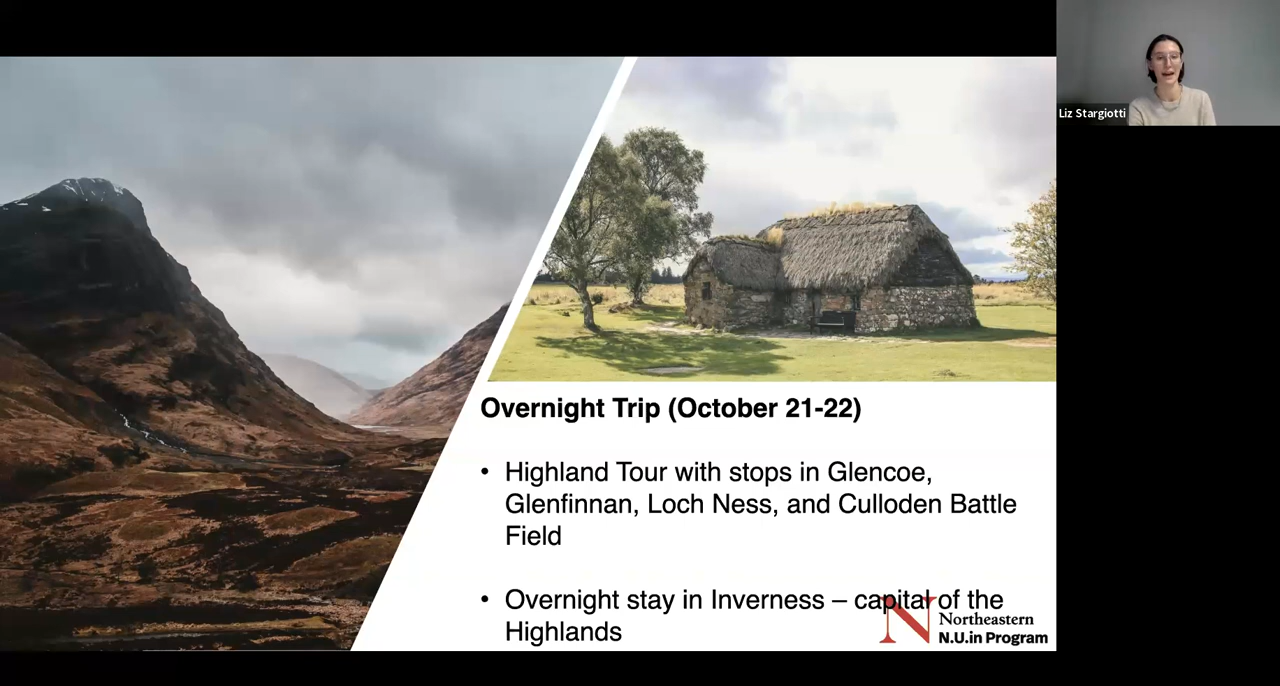 Liz Stargiotti
Overnight Trip (October 21-22)
• Highland Tour with stops in Glencoe,
Glenfinnan, Loch Ness, and Culloden Battle
Field
• Overnight stay in Inverness – capital of the
Highlands
N
Northeastern
N.U.in Program